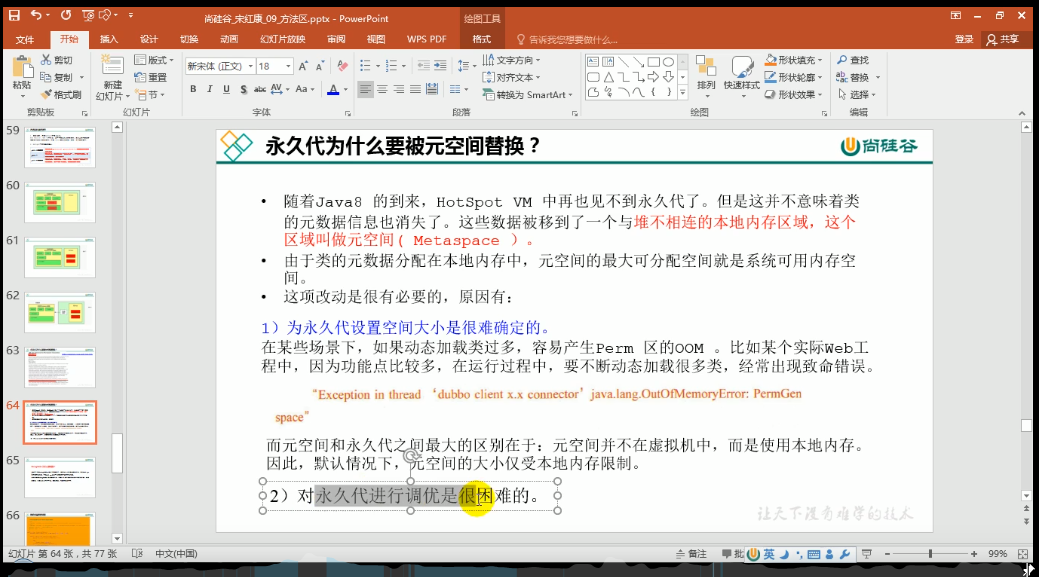 尚硅谷_宋红康_09_方法区.pptx - PowerPoint
绘图工具
文件 开始 插入 设计 切换 动画 幻灯片放映 审阅 视图 WPS PDF 格式 告诉我您想要做什么... 登录 共享
剪切 版式 新宋体 (正文) 18 文字方向 形状填充 查找
粘贴 复制 新建 重置 对齐文本 排列 快速样式 形状轮廓 替换
格式刷 幻灯片 节 B I U S abc AV Aa A 转换为 SmartArt 形状效果 选择
剪贴板 幻灯片 字体 段落 绘图 编辑
59
60
61
62
63
64
65
66
永久代为什么要被元空间替换？
尚硅谷
• 随着Java8 的到来，HotSpot VM 中再也见不到永久代了。但是这并不意味着类
的元数据信息也消失了。这些数据被移到了一个与堆不相连的本地内存区域，这个
区域叫做元空间( Metaspace )。
• 由于类的元数据分配在本地内存中，元空间的最大可分配空间就是系统可用内存空
间。
• 这项改动是很有必要的，原因有：
1）为永久代设置空间大小是很难确定的。
在某些场景下，如果动态加载类过多，容易产生Perm 区的OOM 。比如某个实际Web工
程中，因为功能点比较多，在运行过程中，要不断动态加载很多类，经常出现致命错误。
"Exception in thread ‘dubbo client x.x connector’ java.lang.OutOfMemoryError: PermGen
space"
而元空间和永久代之间最大的区别在于：元空间并不在虚拟机中，而是使用本地内存。
因此，默认情况下，元空间的大小仅受本地内存限制。
2）对永久代进行调优是很困难的。
让天下没有难学的技术
幻灯片 第 64 张，共 77 张 中文(中国) 备注 批 英 99%